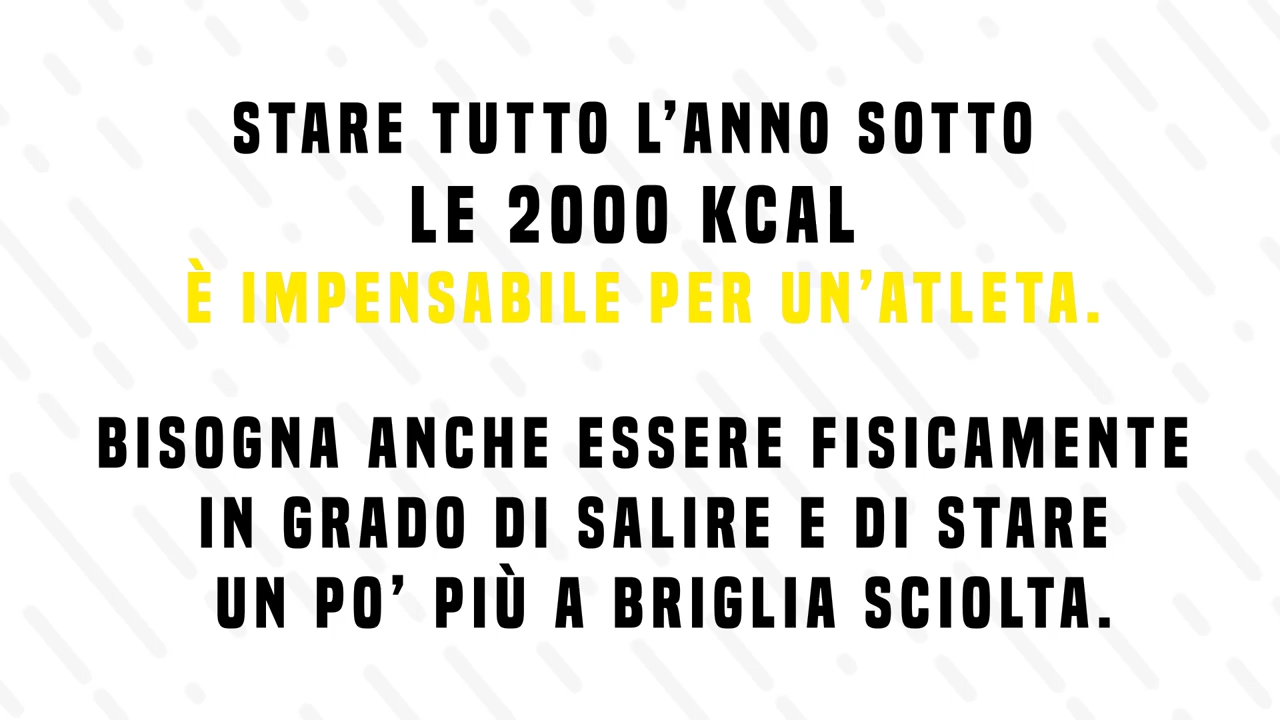 STARE TUTTO L'ANNO SOTTO
LE 2000 KCAL
È IMPENSABILE PER UN'ATLETA.
BISOGNA ANCHE ESSERE FISICAMENTE
IN GRADO DI SALIRE E DI STARE
UN PO' PIÙ A BRIGLIA SCIOLTA.